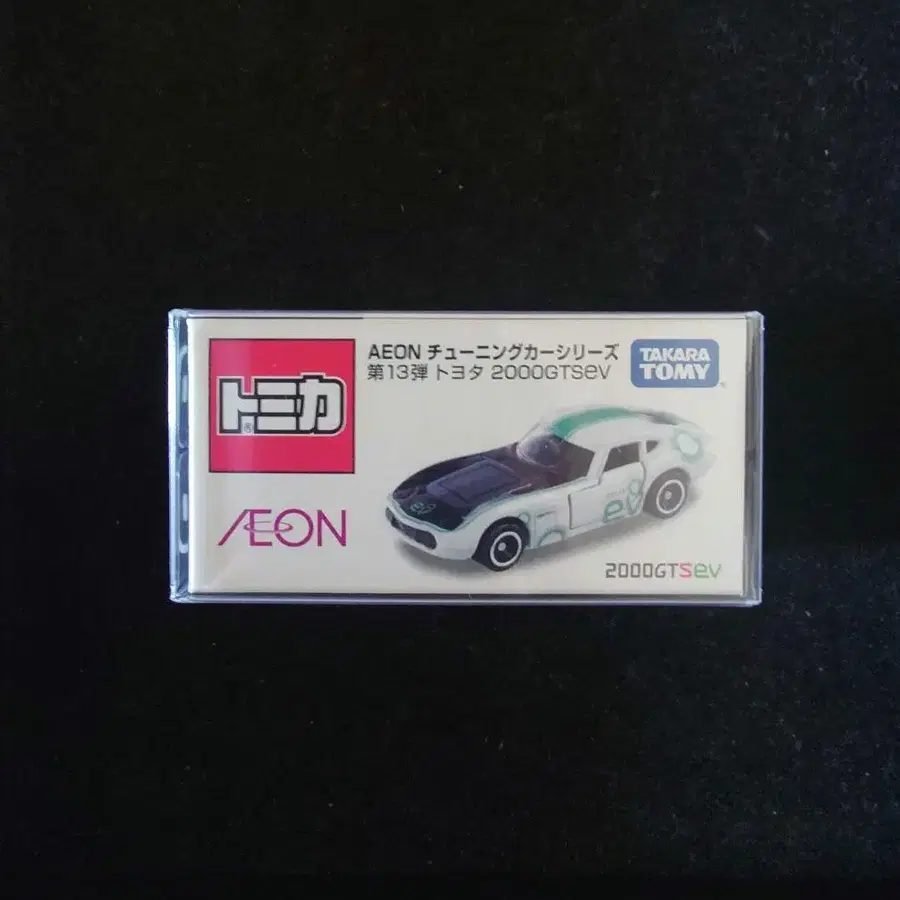 AEON チューニングカーシリーズ
第13弾 トヨタ 2000GTSeV
TAKARA
TOMY
トミカ
AEON
ev
2000GTSeV